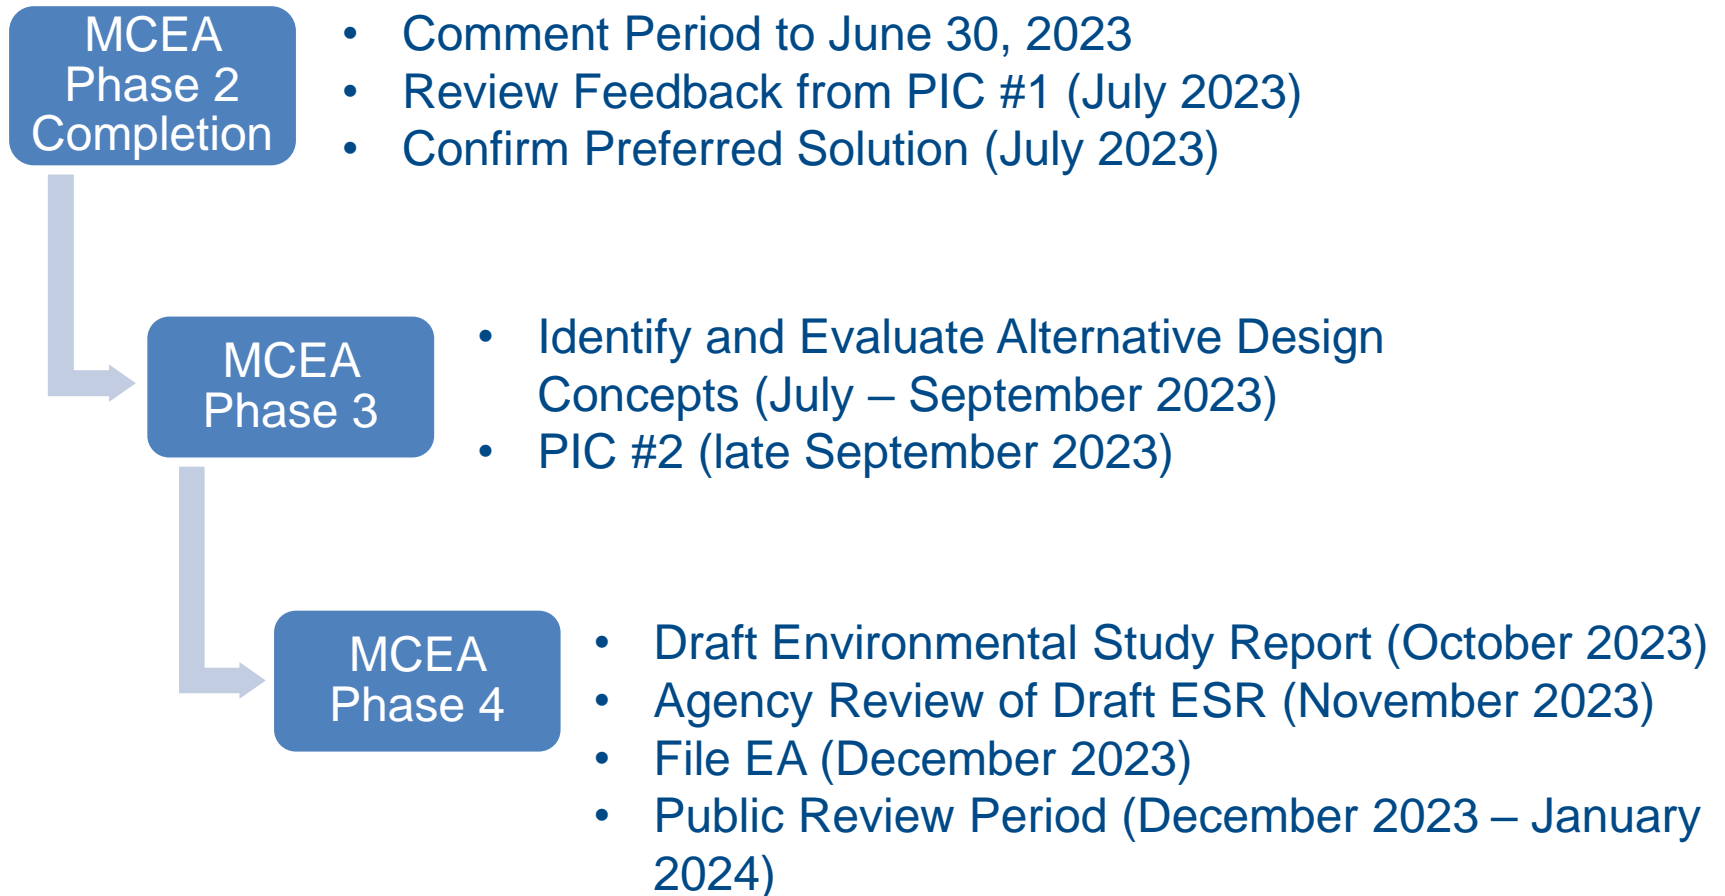 MCEA
Phase 2
Completion
• Comment Period to June 30, 2023
• Review Feedback from PIC #1 (July 2023)
• Confirm Preferred Solution (July 2023)
MCEA
Phase 3
• Identify and Evaluate Alternative Design
Concepts (July – September 2023)
• PIC #2 (late September 2023)
MCEA
Phase 4
• Draft Environmental Study Report (October 2023)
• Agency Review of Draft ESR (November 2023)
• File EA (December 2023)
• Public Review Period (December 2023 – January
2024)